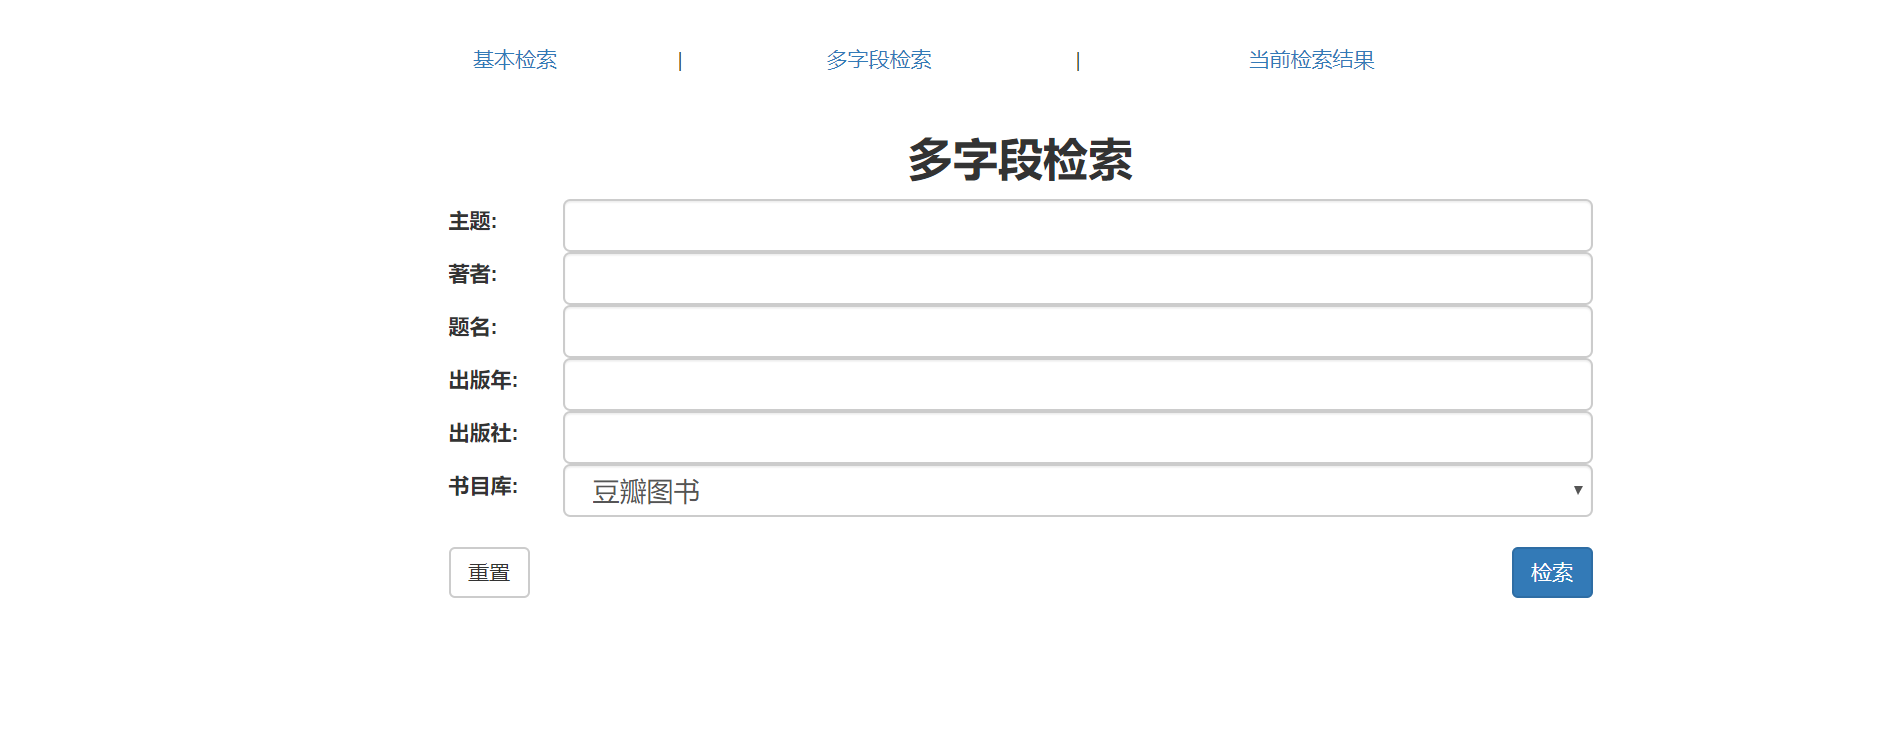 基本检索 | 多字段检索 | 当前检索结果
多字段检索
主题:
著者:
题名:
出版年:
出版社:
书目库: 豆瓣图书
重置 检索